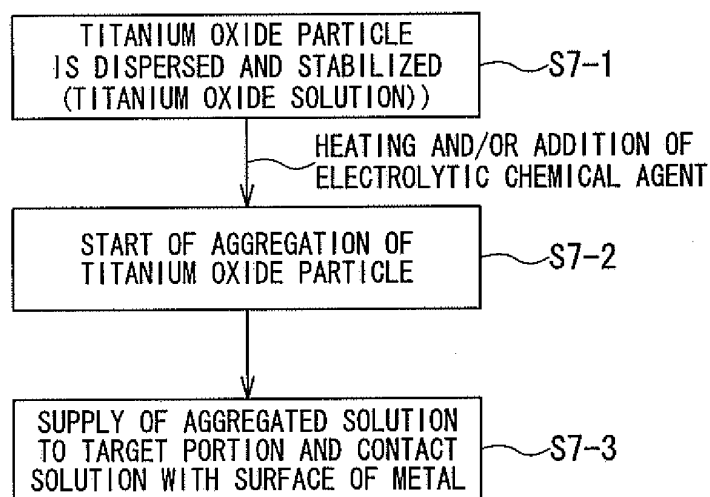 TITANIUM OXIDE PARTICLE
IS DISPERSED AND STABILIZED
(TITANIUM OXIDE SOLUTION))
S7-1
HEATING AND/OR ADDITION OF
ELECTROLYTIC CHEMICAL AGENT
START OF AGGREGATION OF
TITANIUM OXIDE PARTICLE
S7-2
SUPPLY OF AGGREGATED SOLUTION
TO TARGET PORTION AND CONTACT
SOLUTION WITH SURFACE OF METAL
S7-3